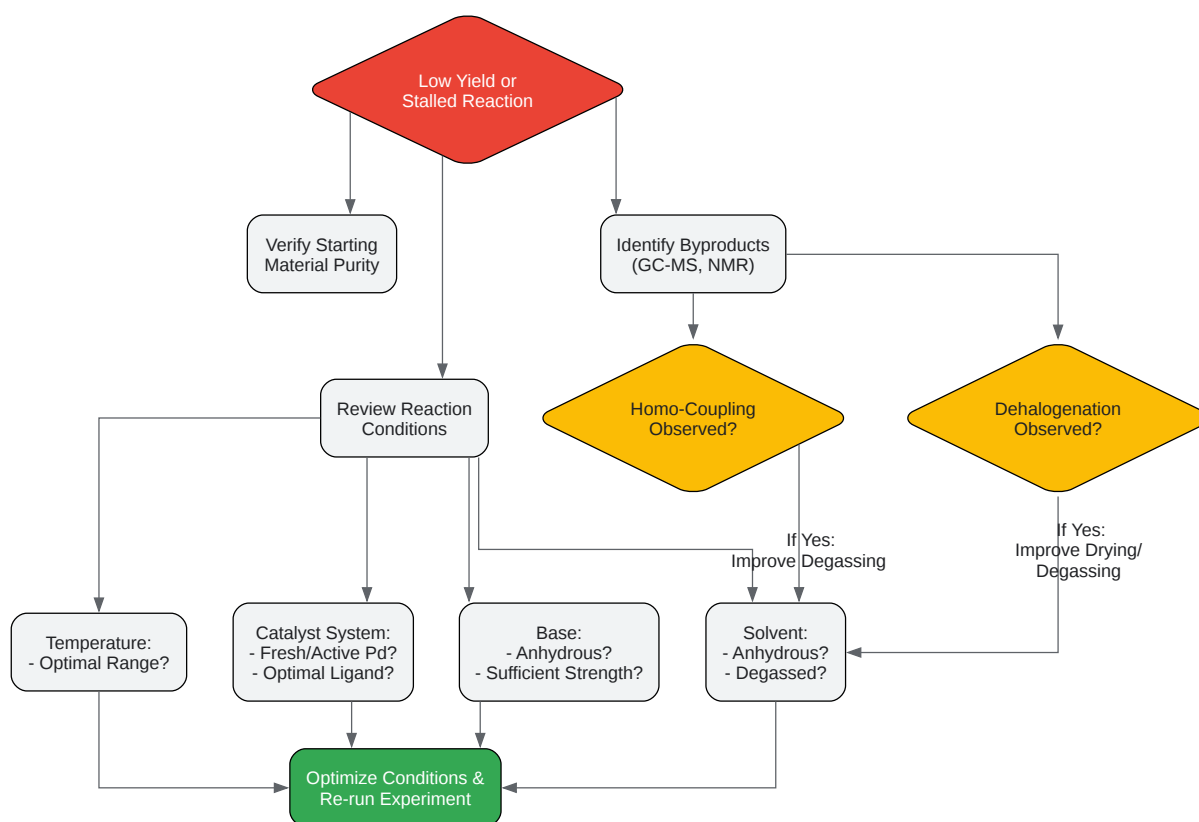 Low Yield or
Stalled Reaction
Verify Starting
Material Purity
Identify Byproducts
(GC-MS, NMR)
Review Reaction
Conditions
Homo-Coupling
Observed?
Dehalogenation
Observed?
If Yes:
Improve Degassing
If Yes:
Improve Drying/
Degassing
Temperature:
- Optimal Range?
Catalyst System:
- Fresh/Active Pd?
- Optimal Ligand?
Base:
- Anhydrous?
- Sufficient Strength?
Solvent:
- Anhydrous?
- Degassed?
Optimize Conditions &
Re-run Experiment